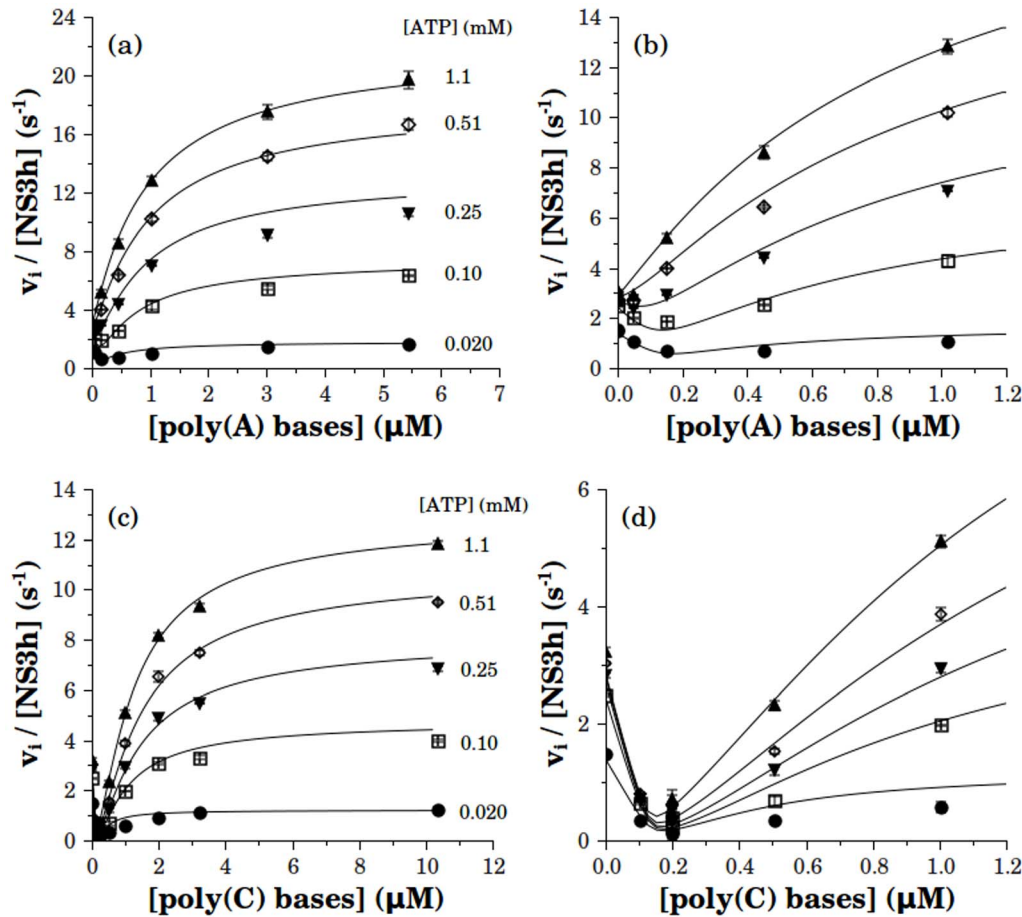 (a)
[ATP] (mM)
1.1
0.51
0.25
0.10
0.020
24
20
16
12
8
4
0
v_i / [NS3h] (s⁻¹)
0 1 2 3 4 5 6 7
[poly(A) bases] (µM)
(b)
14
12
10
8
6
4
2
0
v_i / [NS3h] (s⁻¹)
0.0 0.2 0.4 0.6 0.8 1.0 1.2
[poly(A) bases] (µM)
(c)
[ATP] (mM)
1.1
0.51
0.25
0.10
0.020
14
12
10
8
6
4
2
0
v_i / [NS3h] (s⁻¹)
0 2 4 6 8 10 12
[poly(C) bases] (µM)
(d)
6
4
2
0
v_i / [NS3h] (s⁻¹)
0.0 0.2 0.4 0.6 0.8 1.0 1.2
[poly(C) bases] (µM)